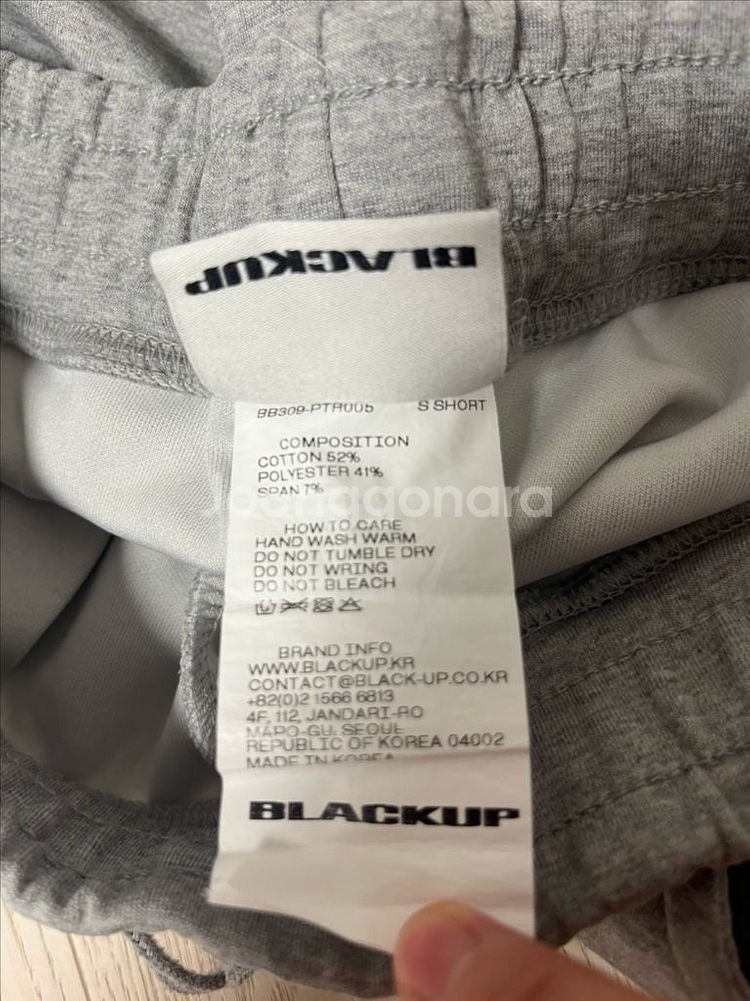 BLACKUP
BB309-PTR005 S SHORT
COMPOSITION
COTTON 52%
POLYESTER 41%
SPAN 7%
Joonggonara
HOW TO CARE
HAND WASH WARM
DO NOT TUMBLE DRY
DO NOT WRING
DO NOT BLEACH
BRAND INFO
WWW.BLACKUP.KR
CONTACT@BLACK-UP.CO.KR
+82(0)2 1566 6813
4F, 112, JANDARI-RO
MAPO-GU, SEOUL
REPUBLIC OF KOREA 04002
MADE IN KOREA
BLACKUP